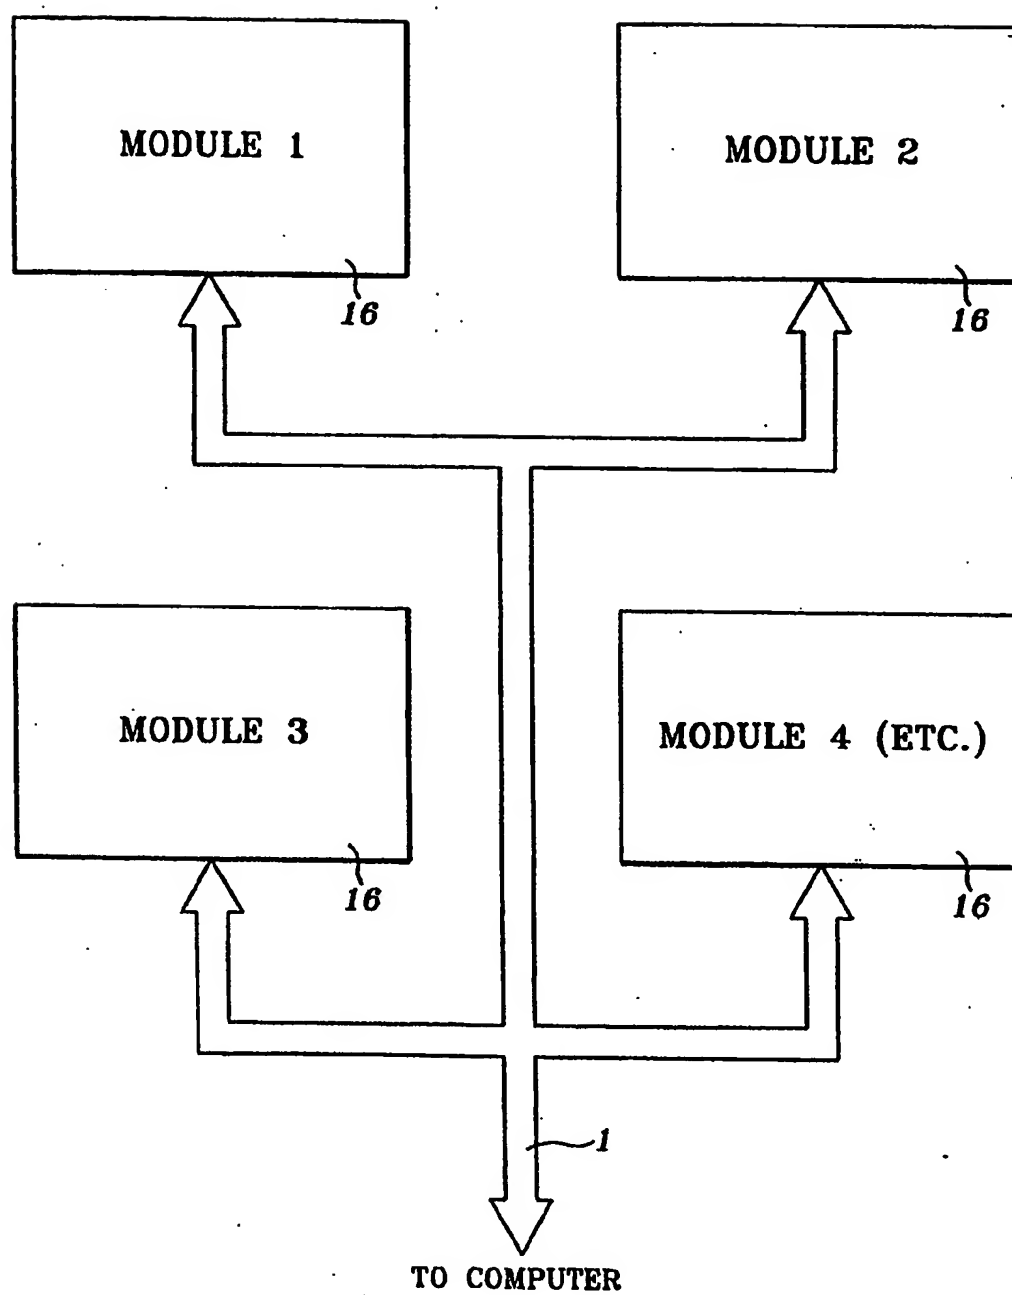 MODULE 1
MODULE 2
16
16
MODULE 3
MODULE 4 (ETC.)
16
16
1
TO COMPUTER